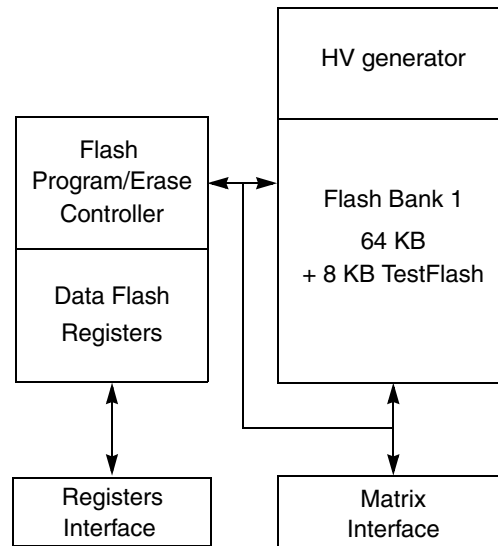 HV generator
Flash
Program/Erase
Controller
Flash Bank 1
64 KB
+ 8 KB TestFlash
Data Flash
Registers
Registers
Interface
Matrix
Interface